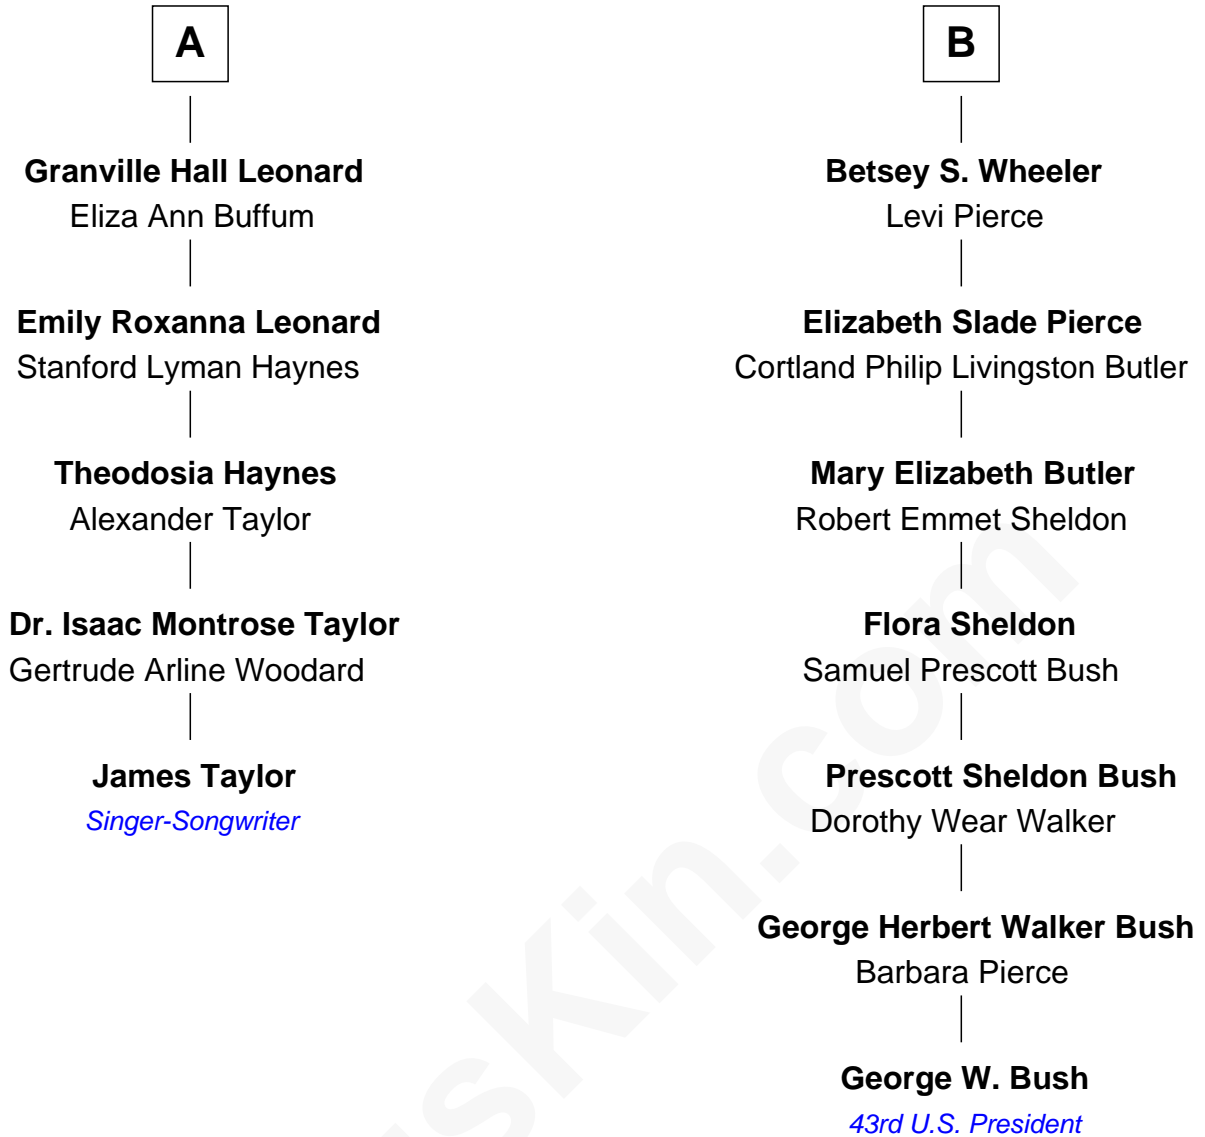 A
Granville Hall Leonard
Eliza Ann Buffum
Emily Roxanna Leonard
Stanford Lyman Haynes
Theodosia Haynes
Alexander Taylor
Dr. Isaac Montrose Taylor
Gertrude Arline Woodard
James Taylor
Singer-Songwriter
B
Betsey S. Wheeler
Levi Pierce
Elizabeth Slade Pierce
Cortland Philip Livingston Butler
Mary Elizabeth Butler
Robert Emmet Sheldon
Flora Sheldon
Samuel Prescott Bush
Prescott Sheldon Bush
Dorothy Wear Walker
George Herbert Walker Bush
Barbara Pierce
George W. Bush
43rd U.S. President